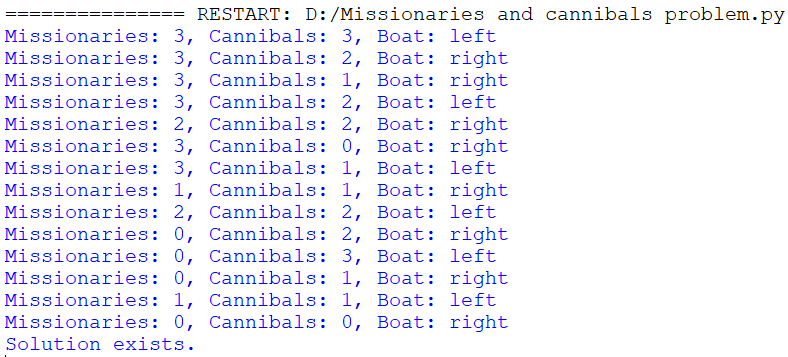 =============== RESTART: D:/Missionaries and cannibals problem.py
Missionaries: 3, Cannibals: 3, Boat: left
Missionaries: 3, Cannibals: 2, Boat: right
Missionaries: 3, Cannibals: 1, Boat: right
Missionaries: 3, Cannibals: 2, Boat: left
Missionaries: 2, Cannibals: 2, Boat: right
Missionaries: 3, Cannibals: 0, Boat: right
Missionaries: 3, Cannibals: 1, Boat: left
Missionaries: 1, Cannibals: 1, Boat: right
Missionaries: 2, Cannibals: 2, Boat: left
Missionaries: 0, Cannibals: 2, Boat: right
Missionaries: 0, Cannibals: 3, Boat: left
Missionaries: 0, Cannibals: 1, Boat: right
Missionaries: 1, Cannibals: 1, Boat: left
Missionaries: 0, Cannibals: 0, Boat: right
Solution exists.